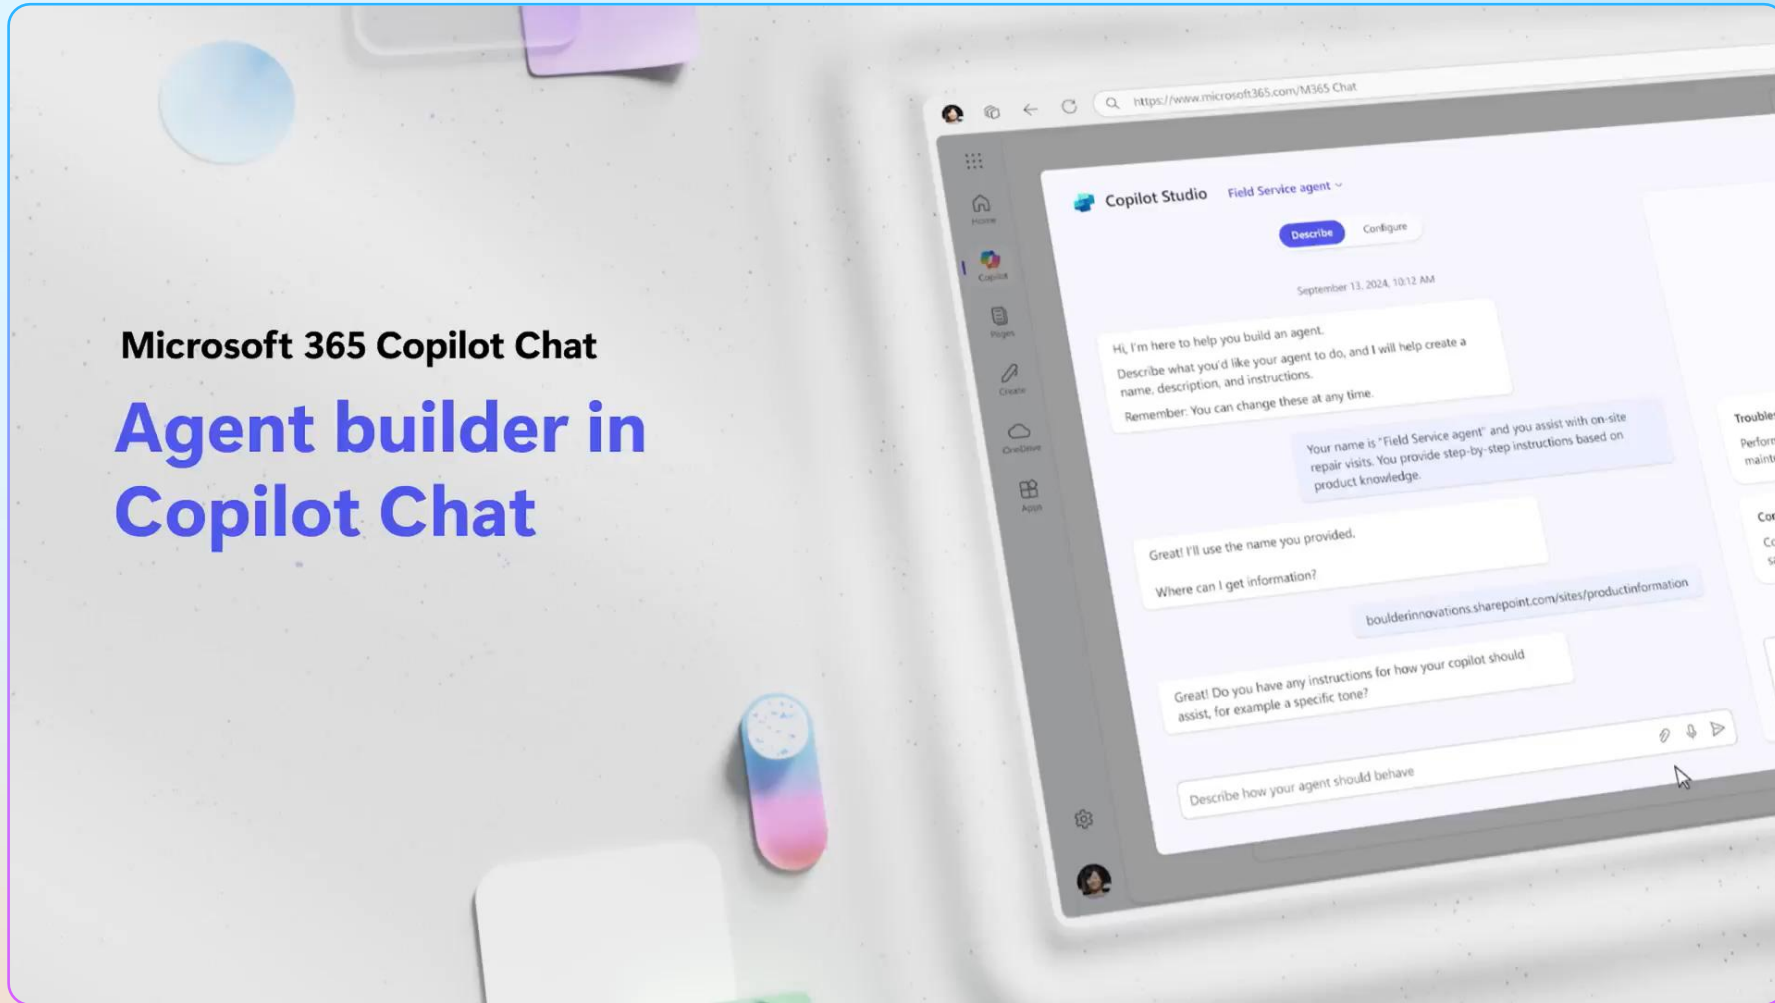 Microsoft 365 Copilot Chat
Agent builder in
Copilot Chat
https://www.microsoft365.com/M365 Chat
Home
Copilot
Pages
Create
OneDrive
Apps
Copilot Studio
Field Service agent
Describe
Configure
September 13, 2024, 10:12 AM
Hi, I'm here to help you build an agent.
Describe what you'd like your agent to do, and I will help create a
name, description, and instructions.
Remember: You can change these at any time.
Your name is "Field Service agent" and you assist with on-site
repair visits. You provide step-by-step instructions based on
product knowledge.
Great! I'll use the name you provided.
Where can I get information?
boulderinnovations.sharepoint.com/sites/productinformation
Great! Do you have any instructions for how your copilot should
assist, for example a specific tone?
Describe how your agent should behave